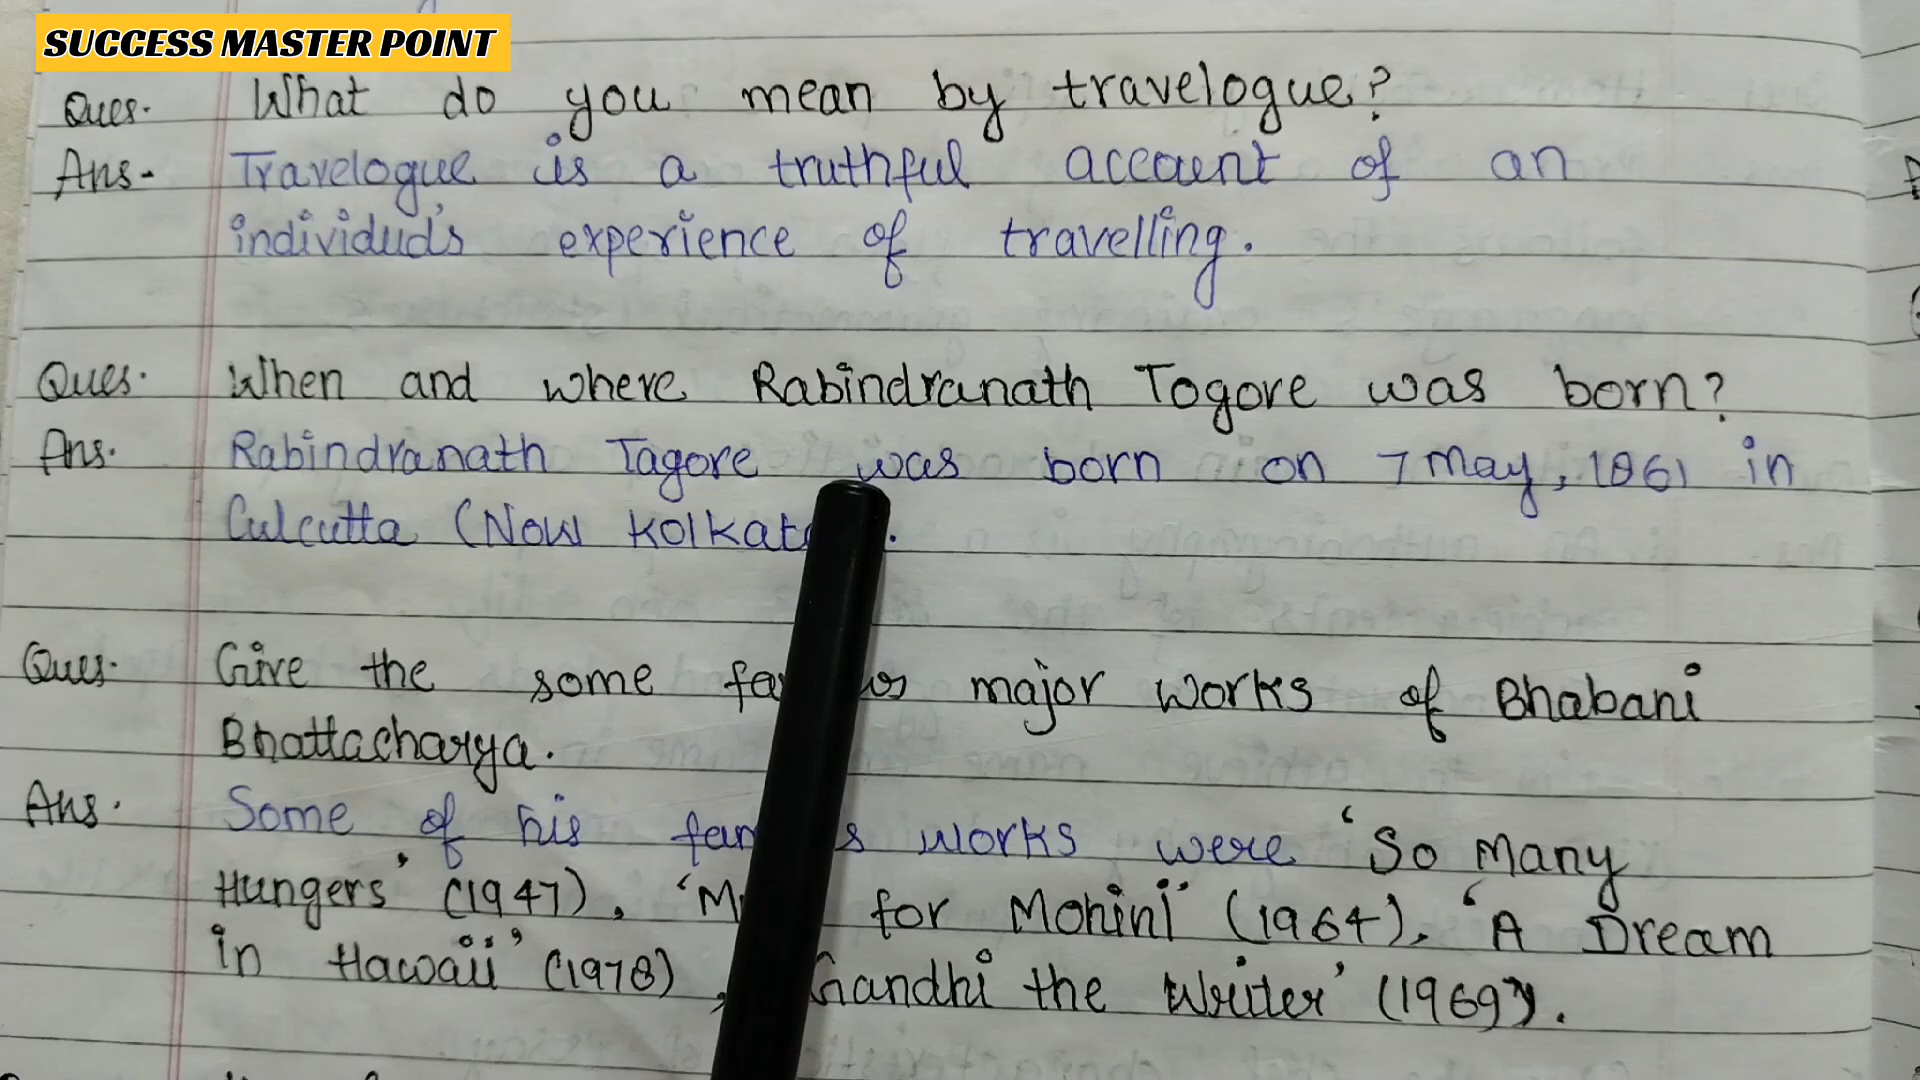 SUCCESS MASTER POINT
Ques. What do you mean by travelogue?
Ans- Travelogue is a truthful account of an
individud's experience of travelling.
Ques. When and where Rabindranath Togore was born?
Ans. Rabindranath Tagore was born on 7 May, 1861 in
Culcutta (Now Kolkat .
Ques. Give the some major works of Bhabani
Bhattacharya.
Ans. Some of his works were 'So Many
Hungers' (1947), for Mohini' (1964), 'A Dream
in Hawaii' (1978), Gandhi the Writer' (1969).